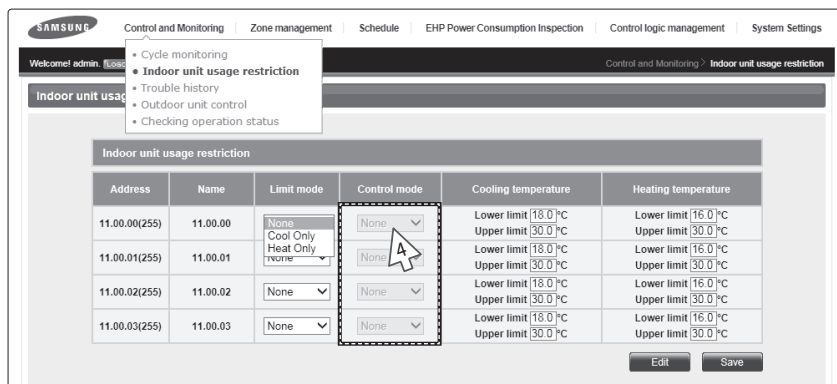 SAMSUNG Control and Monitoring Zone management Schedule EHP Power Consumption Inspection Control logic management System Settings
• Cycle monitoring
Welcome! admin. • Indoor unit usage restriction Control and Monitoring > Indoor unit usage restriction
• Trouble history
Indoor unit
• Outdoor unit control
• Checking operation status
Indoor unit usage restriction
Address Name Limit mode Control mode Cooling temperature Heating temperature
11.00.00(255) 11.00.00 None None Lower limit 18.0 °C Lower limit 16.0 °C
Cool Only Upper limit 30.0 °C Upper limit 30.0 °C
Heat Only 4
11.00.01(255) 11.00.01 None None Lower limit 18.0 °C Lower limit 16.0 °C
Upper limit 30.0 °C Upper limit 30.0 °C
11.00.02(255) 11.00.02 None None Lower limit 18.0 °C Lower limit 16.0 °C
Upper limit 30.0 °C Upper limit 30.0 °C
11.00.03(255) 11.00.03 None None Lower limit 18.0 °C Lower limit 16.0 °C
Upper limit 30.0 °C Upper limit 30.0 °C
Edit Save